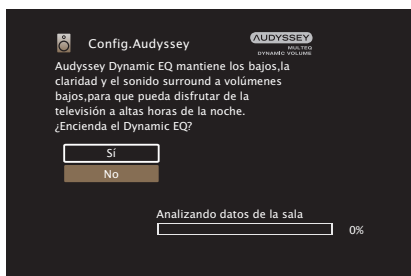 Config.Audyssey
AUDYSSEY
MULTEQ
DYNAMIC VOLUME
Audyssey Dynamic EQ mantiene los bajos,la
claridad y el sonido surround a volúmenes
bajos,para que pueda disfrutar de la
televisión a altas horas de la noche.
¿Encienda el Dynamic EQ?
Sí
No
Analizando datos de la sala
0%